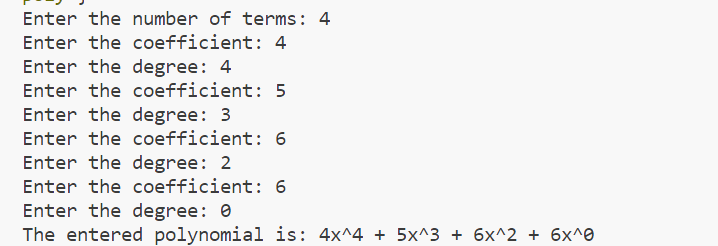 Enter the number of terms: 4
Enter the coefficient: 4
Enter the degree: 4
Enter the coefficient: 5
Enter the degree: 3
Enter the coefficient: 6
Enter the degree: 2
Enter the coefficient: 6
Enter the degree: 0
The entered polynomial is: 4x^4 + 5x^3 + 6x^2 + 6x^0